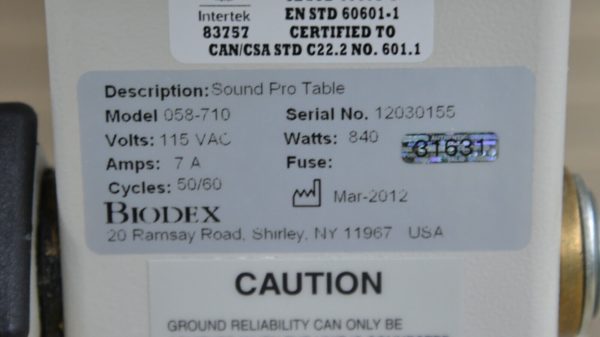 Intertek
83757
EN STD 60601-1
CERTIFIED TO
CAN/CSA STD C22.2 NO. 601.1
Description: Sound Pro Table
Model 058-710 Serial No. 12030155
Volts: 115 VAC Watts: 840
Amps: 7 A Fuse:
31631
Cycles: 50/60
Mar-2012
BIODEX
20 Ramsay Road, Shirley, NY 11967 USA
CAUTION
GROUND RELIABILITY CAN ONLY BE